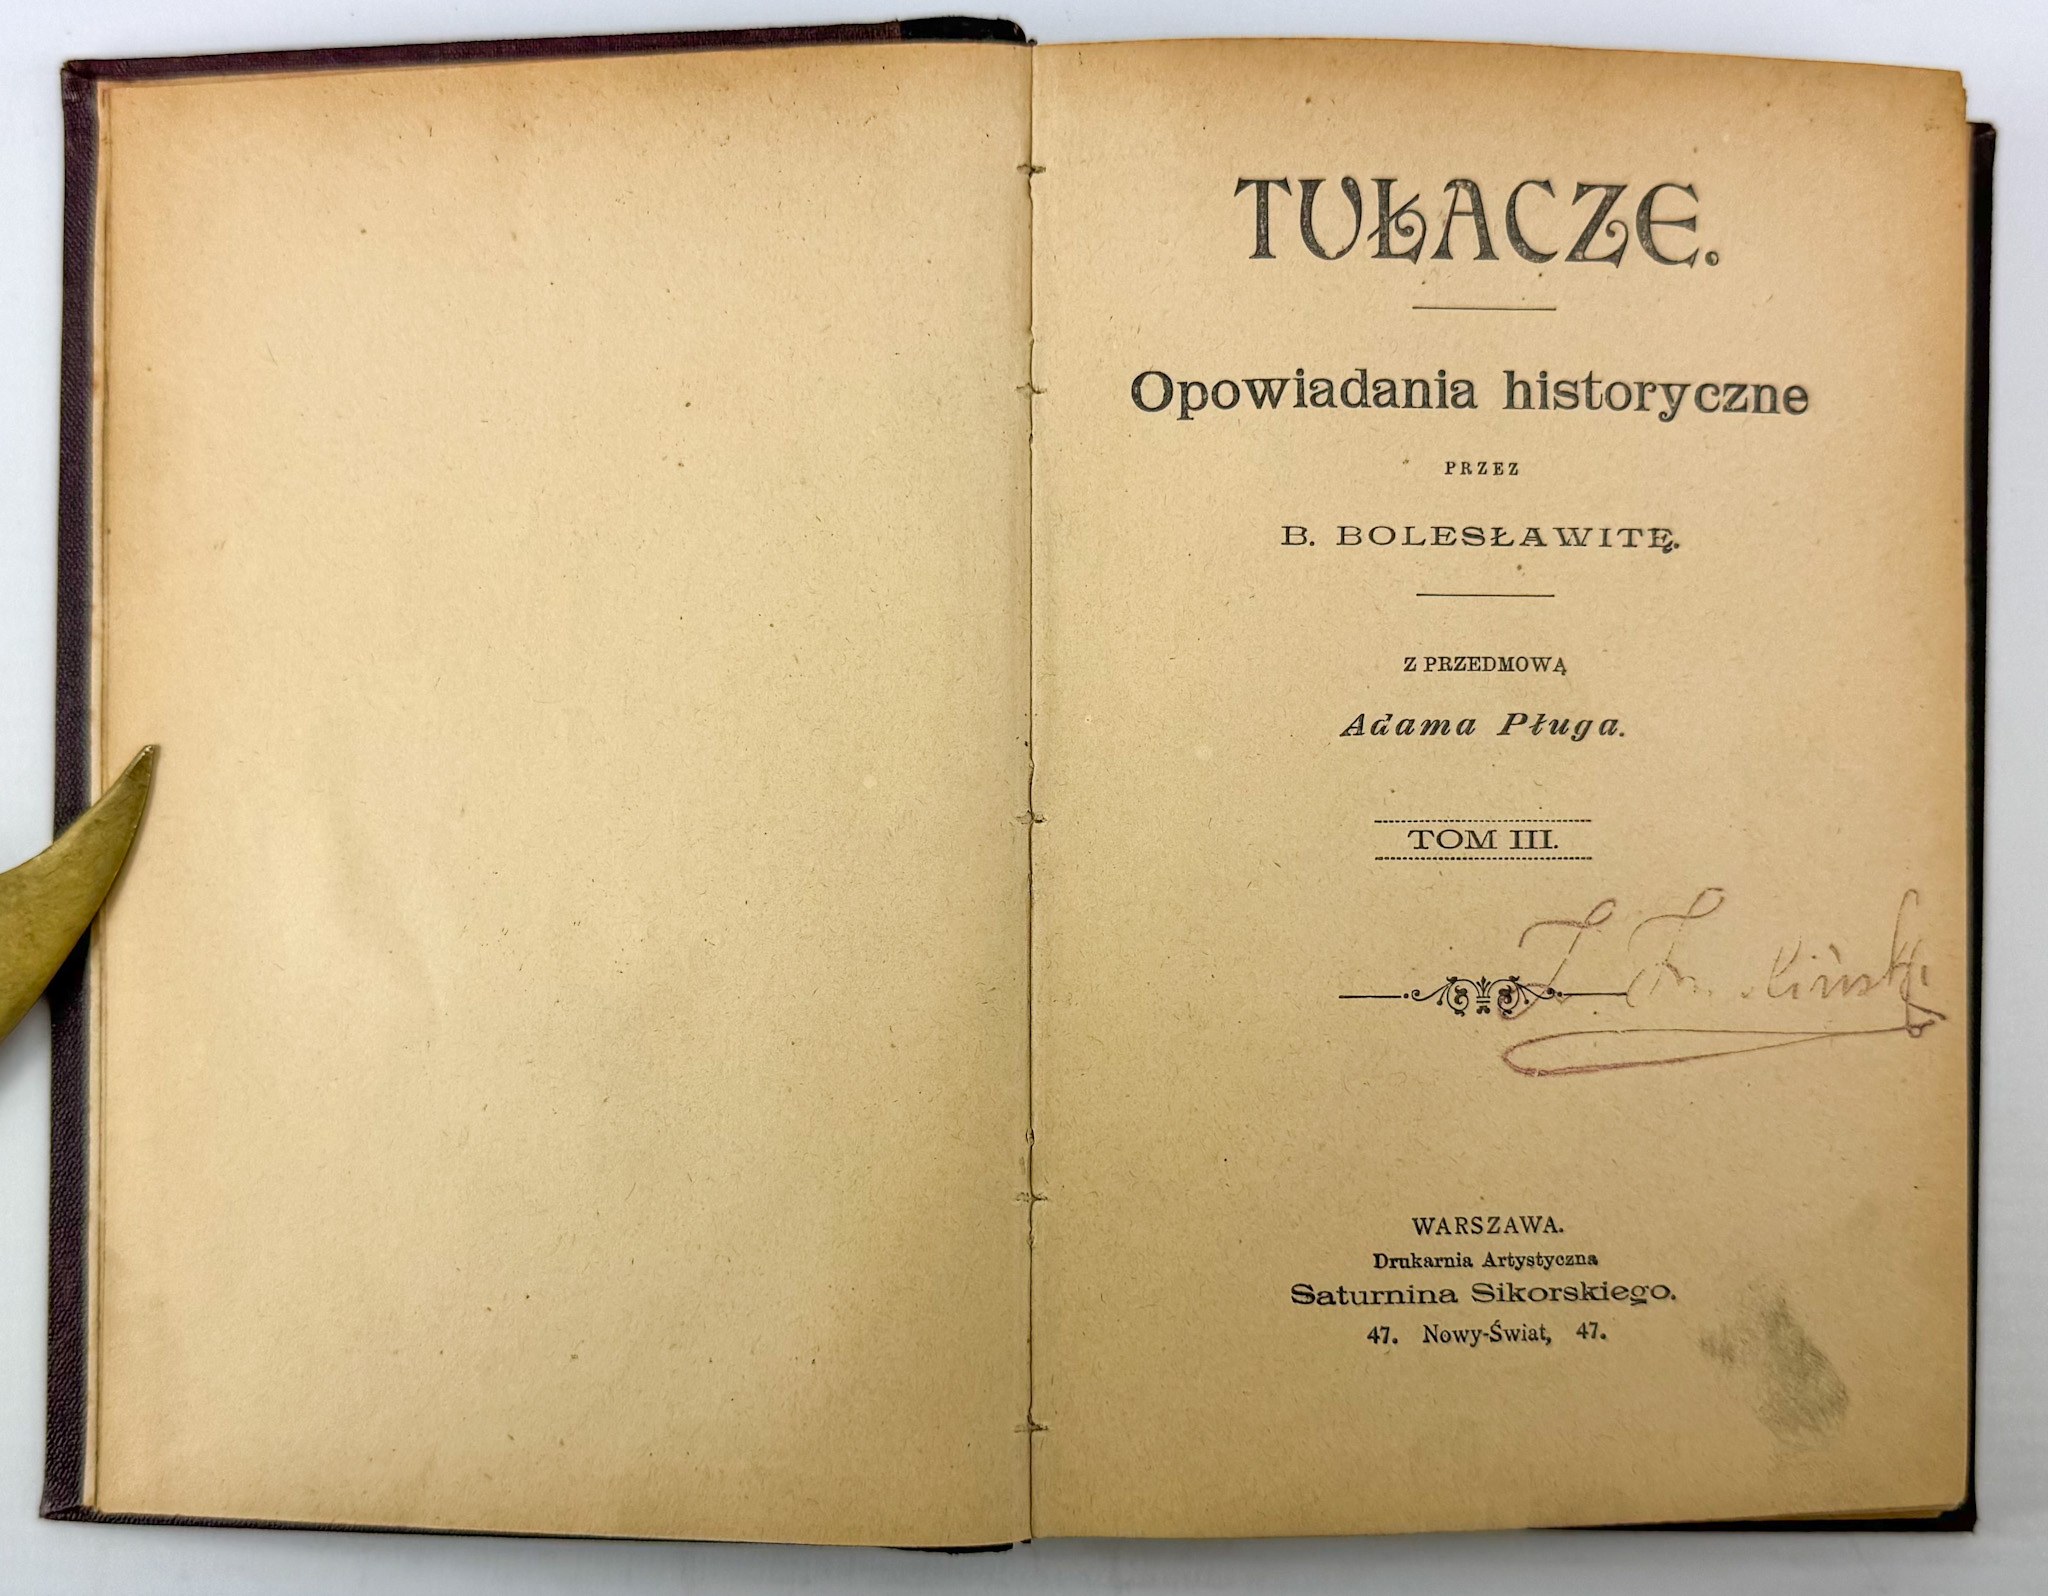 TUŁACZE.
Opowiadania historyczne
PRZEZ
B. BOLESŁAWITĘ.
Z PRZEDMOWĄ
Adama Pługa.
TOM III.
WARSZAWA.
Drukarnia Artystyczna
Saturnina Sikorskiego.
47. Nowy-Świat, 47.